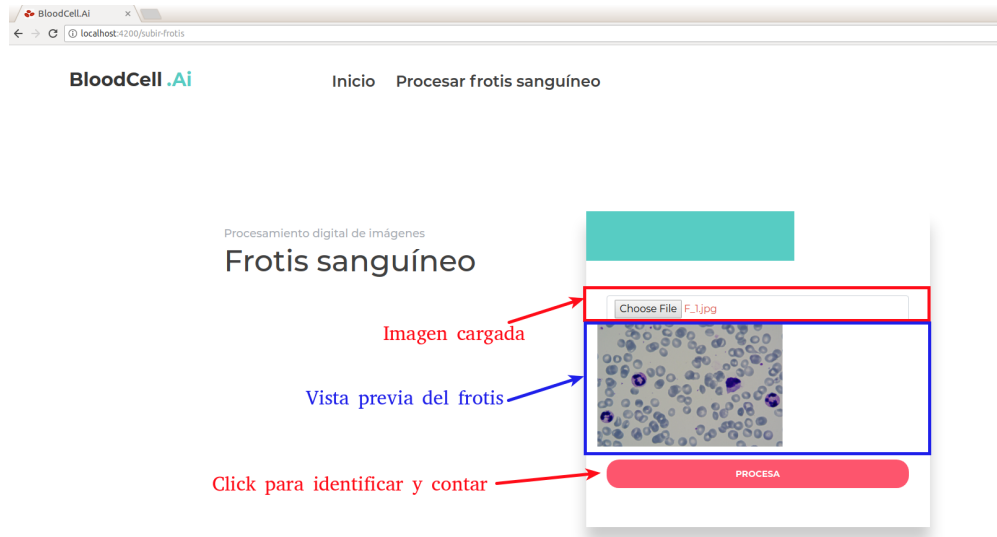 BloodCell.Ai ×
localhost:4200/subir-frotis
BloodCell .Ai
Inicio Procesar frotis sanguíneo
Procesamiento digital de imágenes
Frotis sanguíneo
Choose File F_1.jpg
Imagen cargada
Vista previa del frotis
Click para identificar y contar
PROCESA